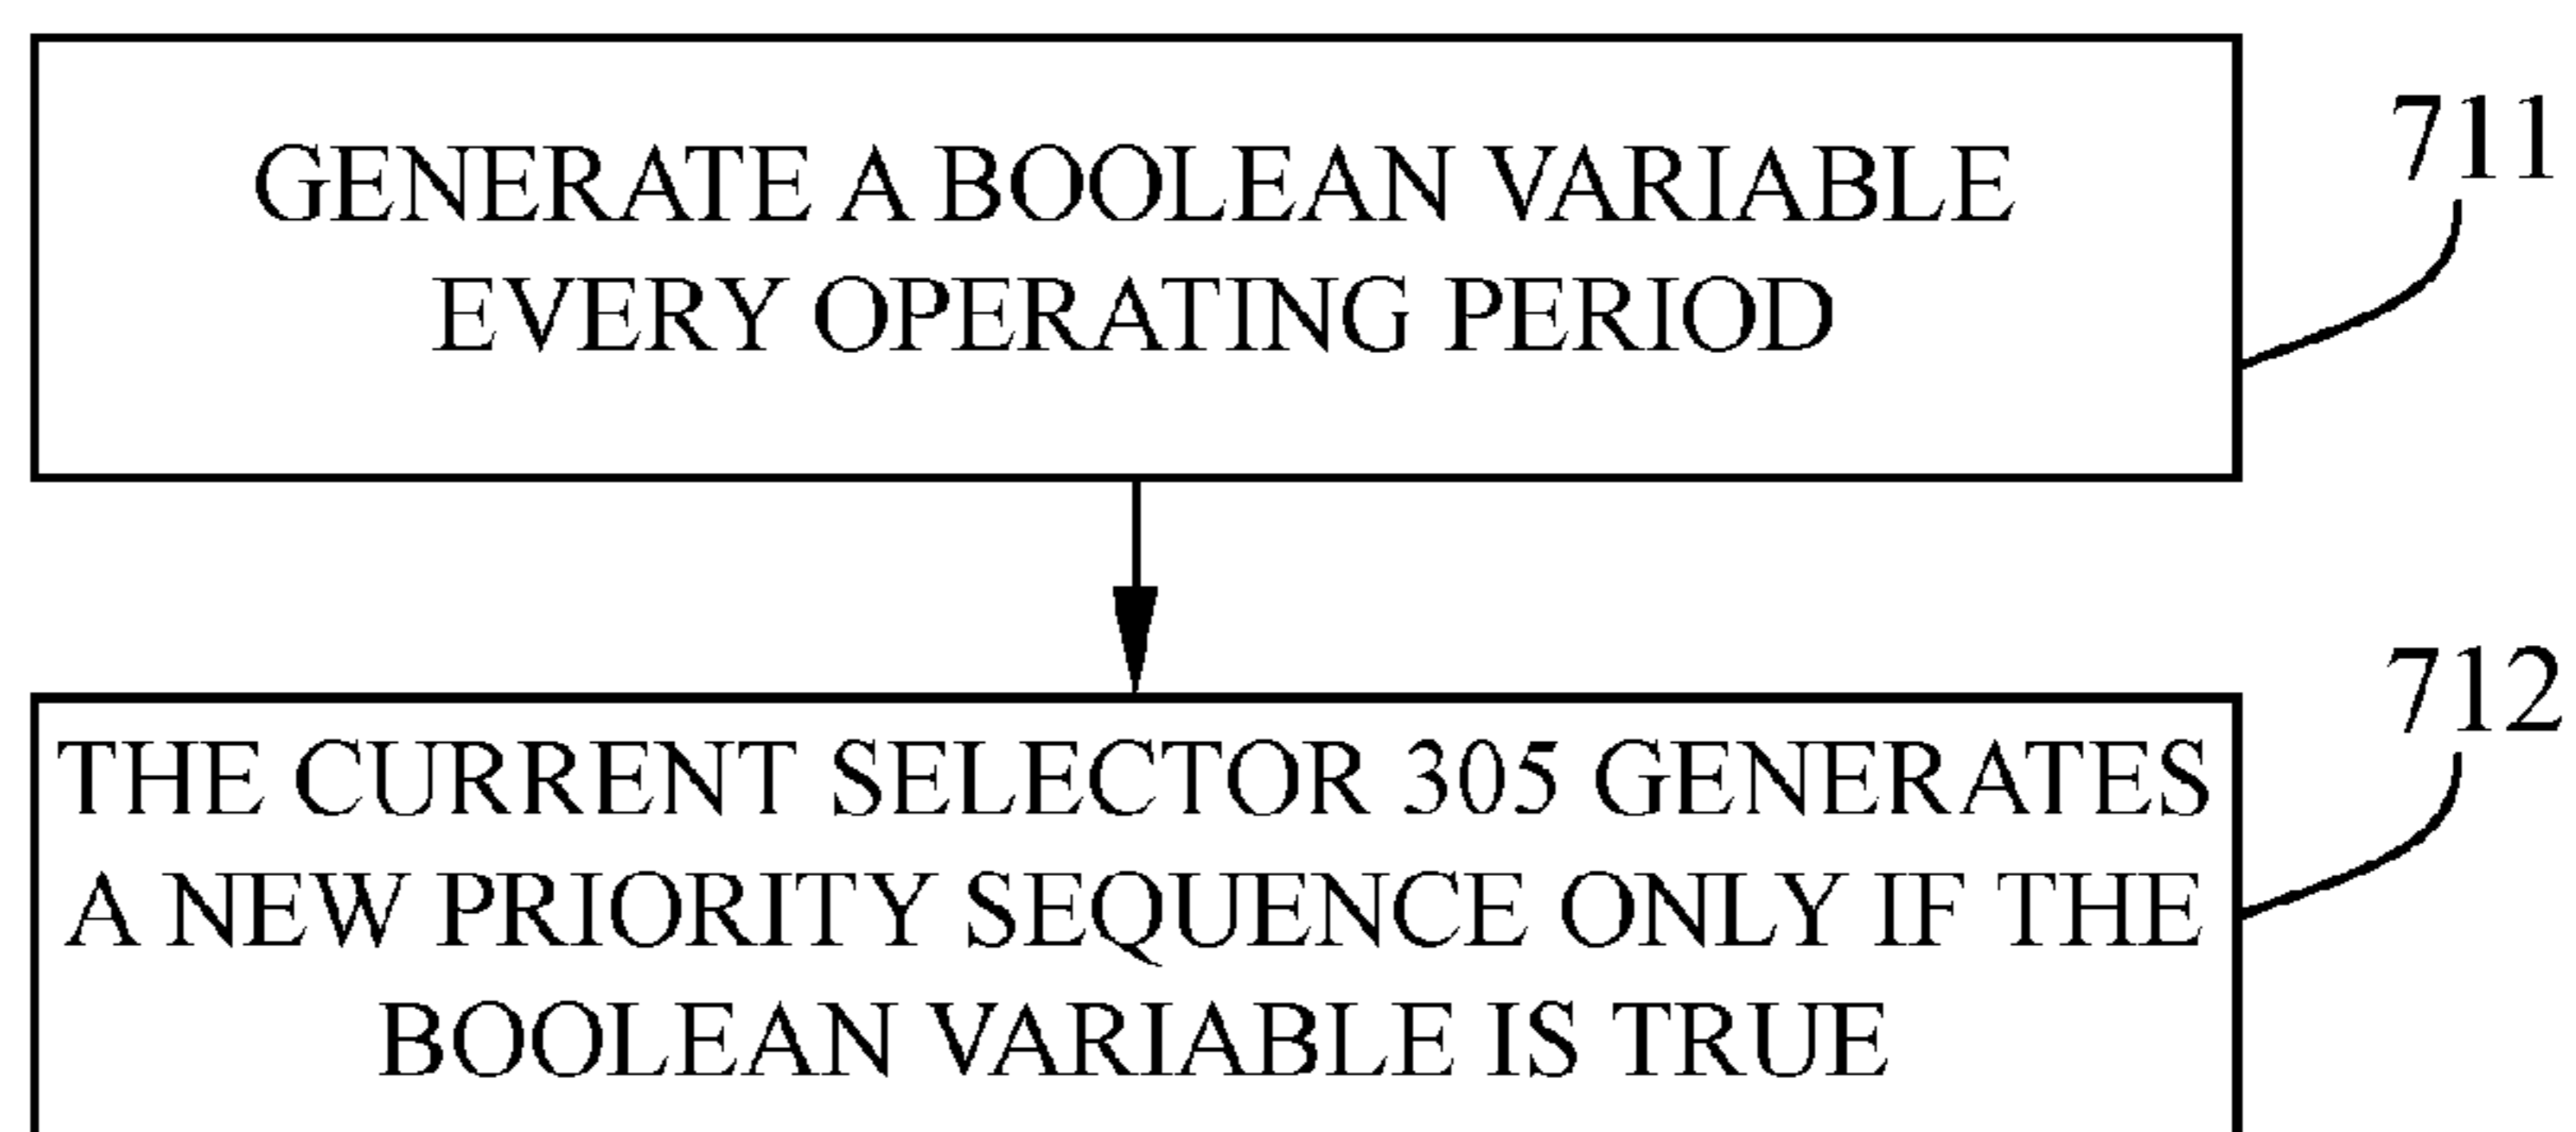 GENERATE A BOOLEAN VARIABLE
EVERY OPERATING PERIOD
711
THE CURRENT SELECTOR 305 GENERATES
A NEW PRIORITY SEQUENCE ONLY IF THE
BOOLEAN VARIABLE IS TRUE
712